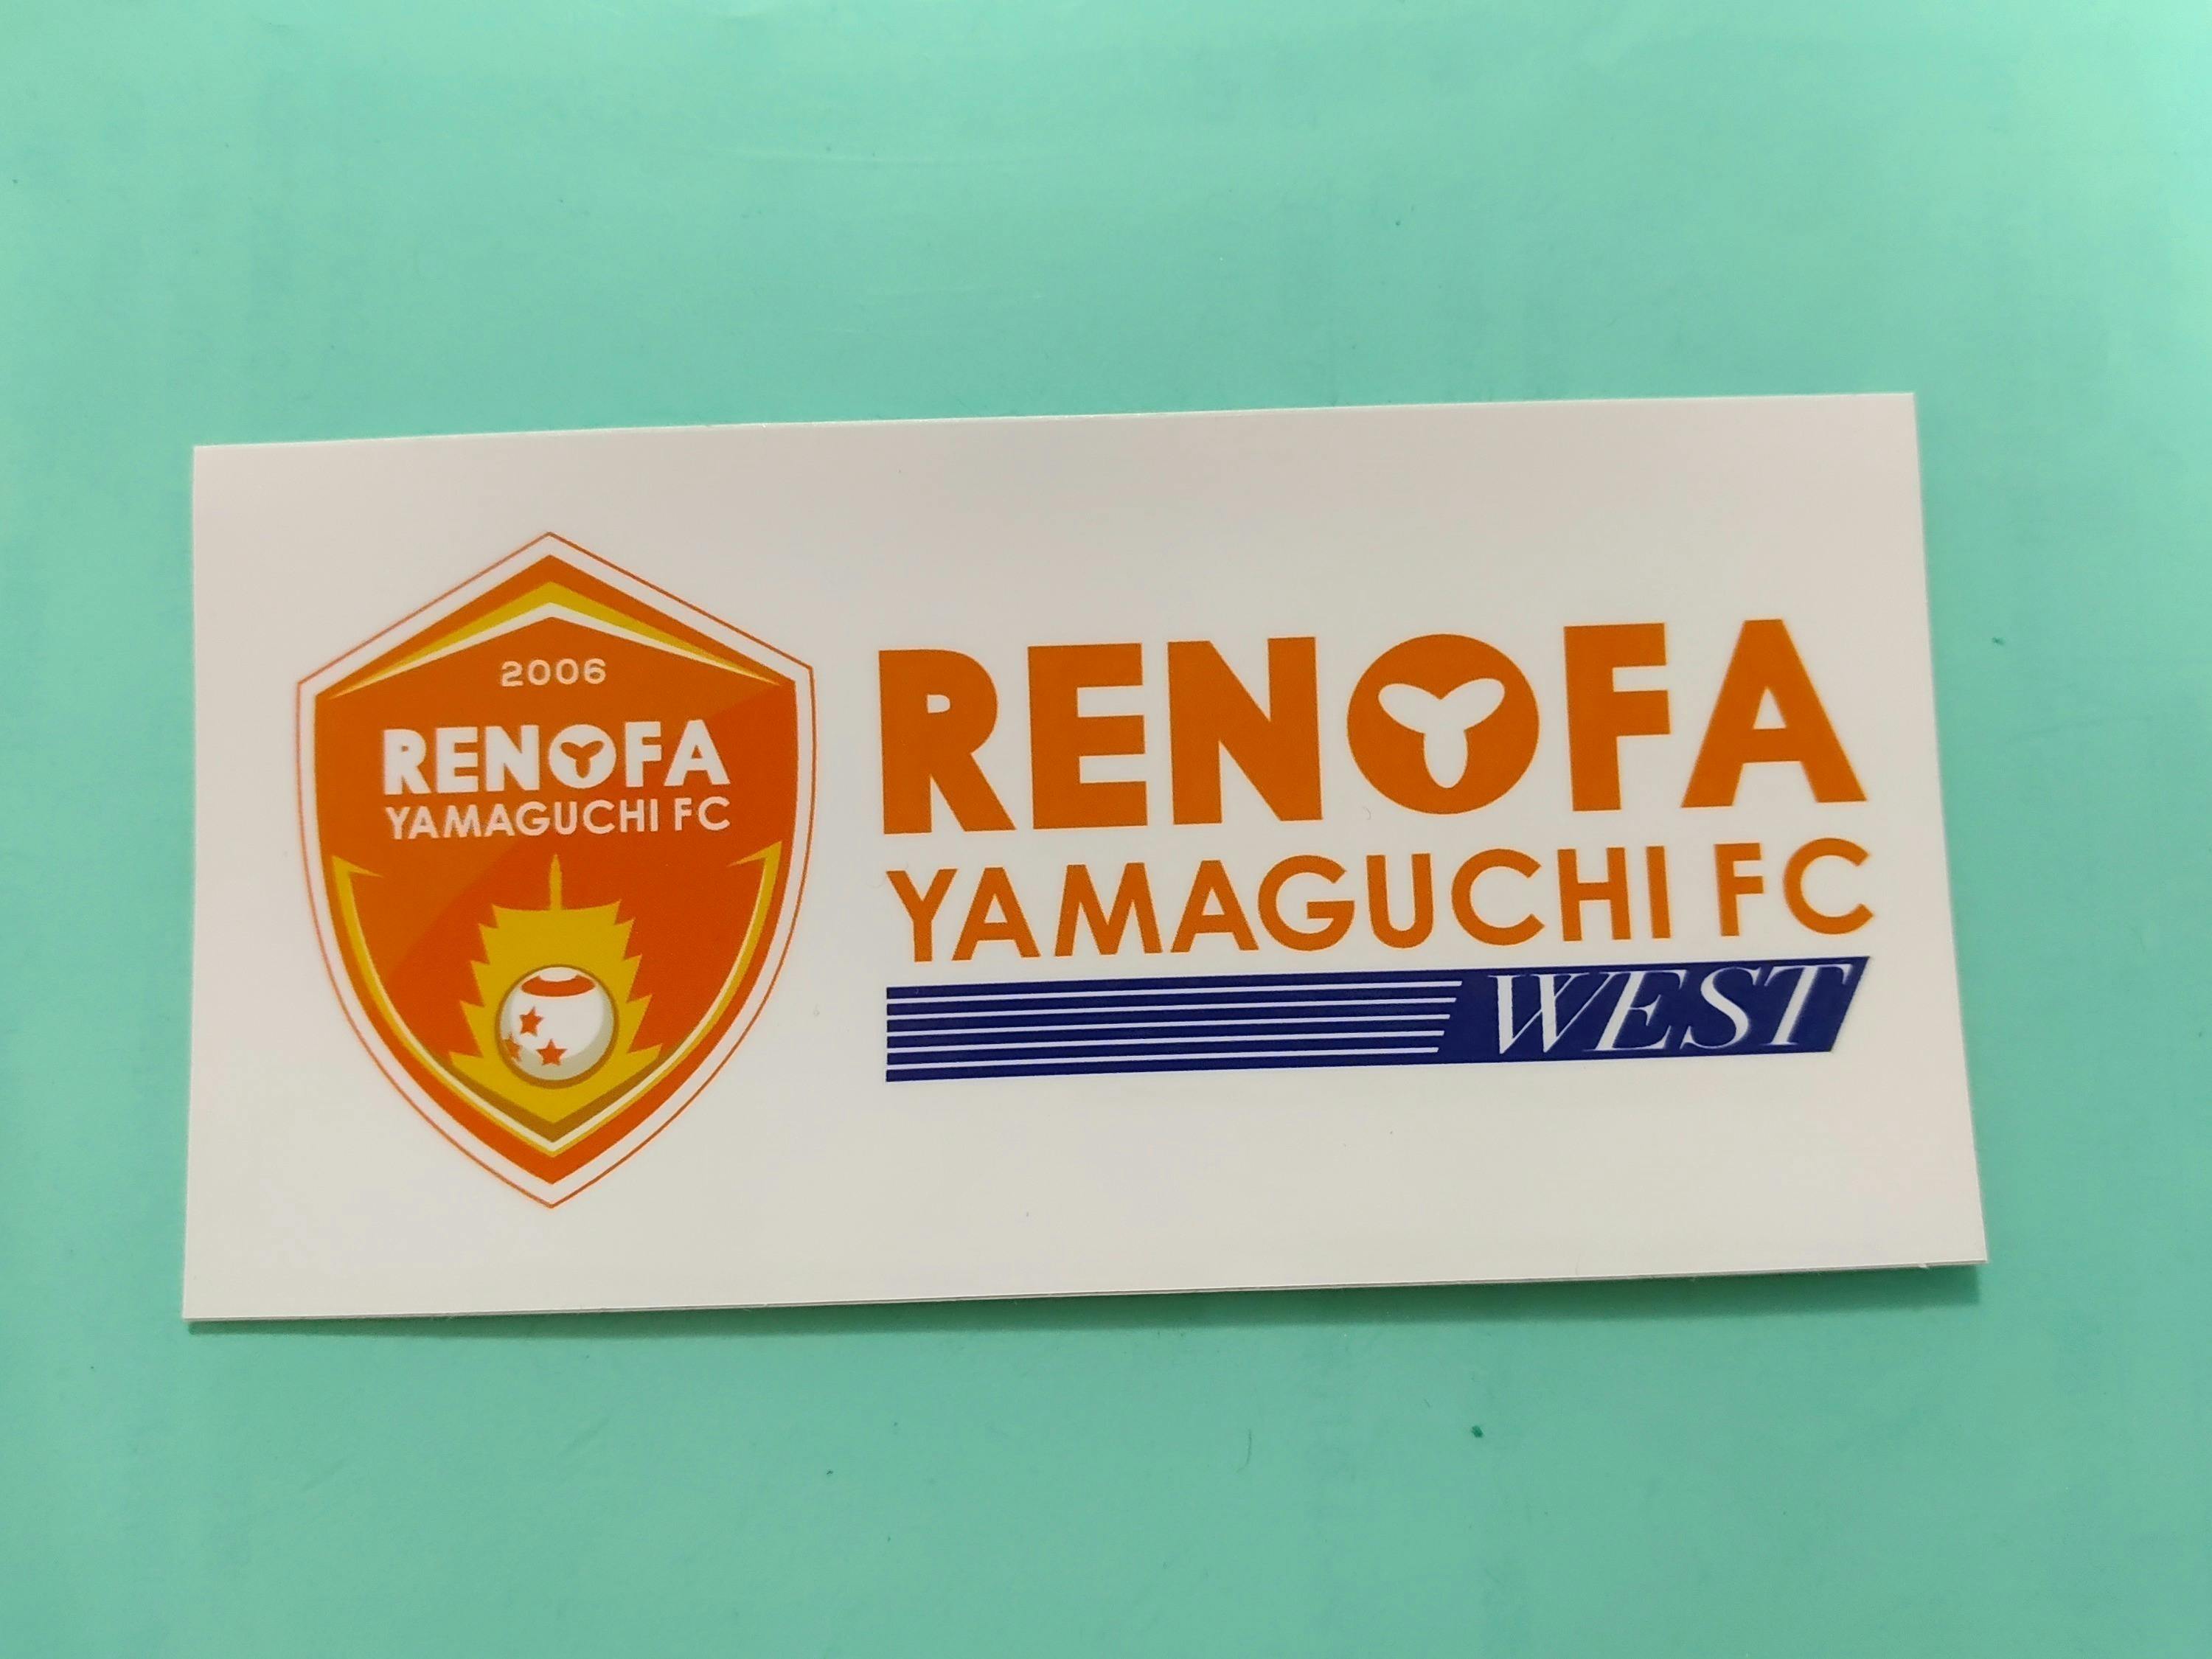 2006
RENOFA
YAMAGUCHI FC
RENOFA
YAMAGUCHI FC
WEST